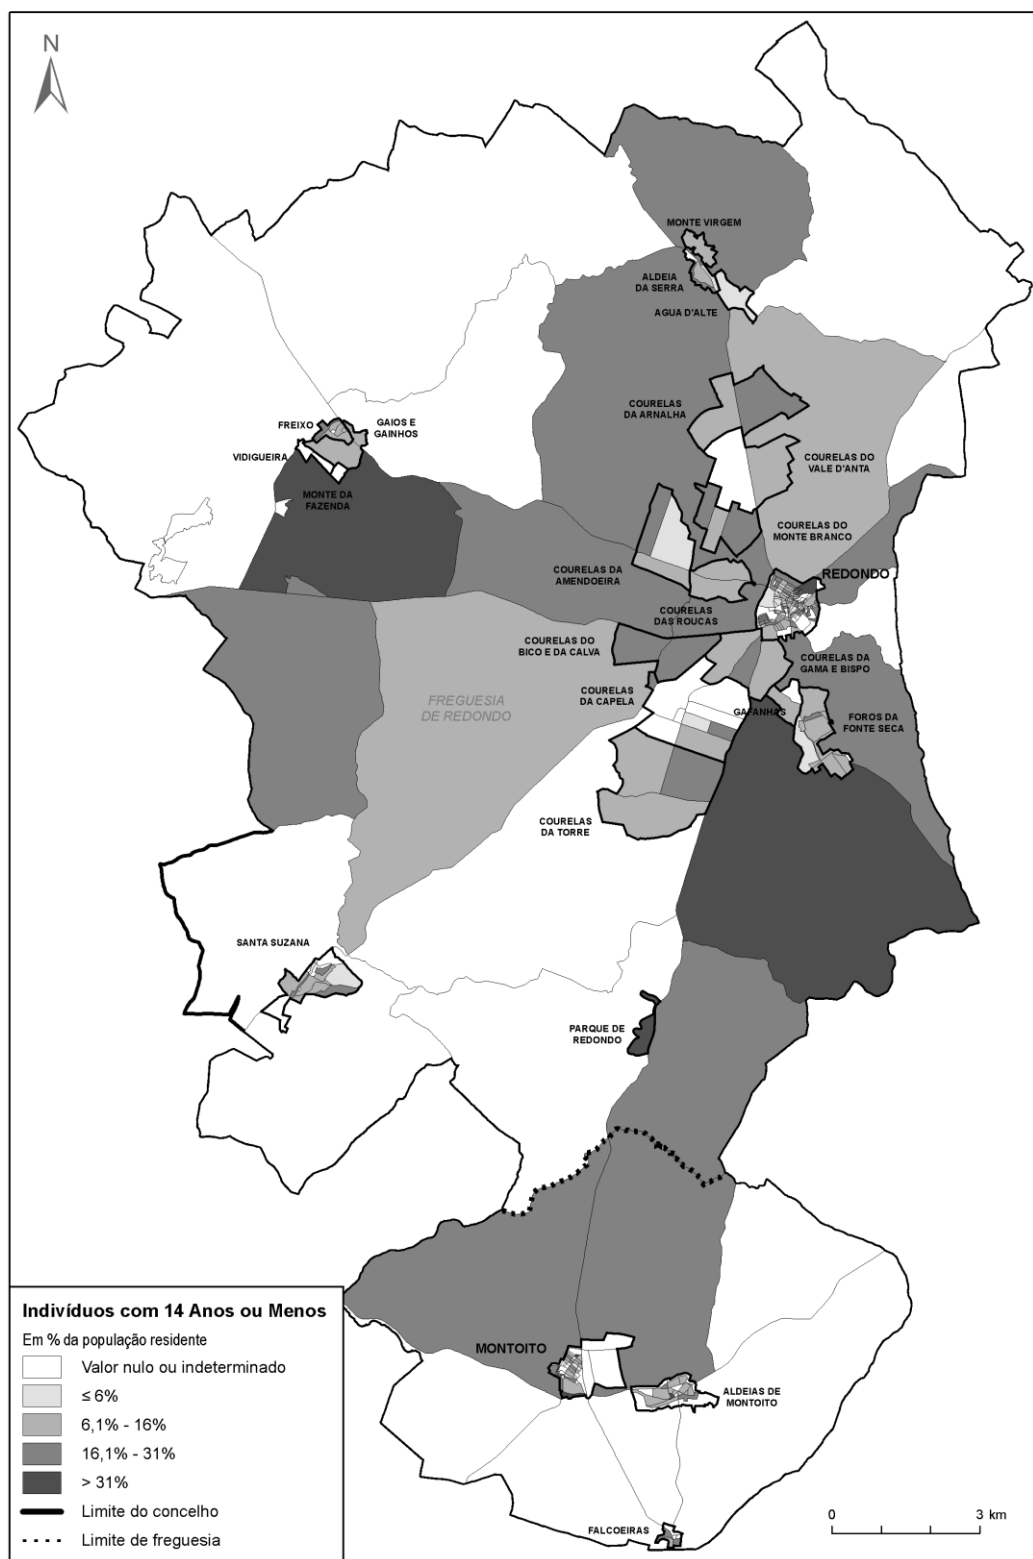 N
MONTE VIRGEM
ALDEIA
DA SERRA
AGUA D'ALTE
COURELAS
DA ARNALHA
FREIXO
GAIOS E
GAINHOS
VIDIGUEIRA
COURELAS DO
VALE D'ANTA
MONTE DA
FAZENDA
COURELAS DO
MONTE BRANCO
COURELAS DA
AMENDOEIRA
REDONDO
COURELAS
DAS ROUCAS
COURELAS DO
BICO E DA CALVA
COURELAS DA
GAMA E BISPO
COURELAS
DA CAPELA
FREGUESIA
DE REDONDO
GAFANHAS
FOROS DA
FONTE SECA
COURELAS
DA TORRE
SANTA SUZANA
PARQUE DE
REDONDO
MONTOITO
ALDEIAS DE
MONTOITO
FALCOEIRAS
Indivíduos com 14 Anos ou Menos
Em % da população residente
Valor nulo ou indeterminado
≤ 6%
6,1% - 16%
16,1% - 31%
> 31%
Limite do concelho
Limite de freguesia
0 3 km